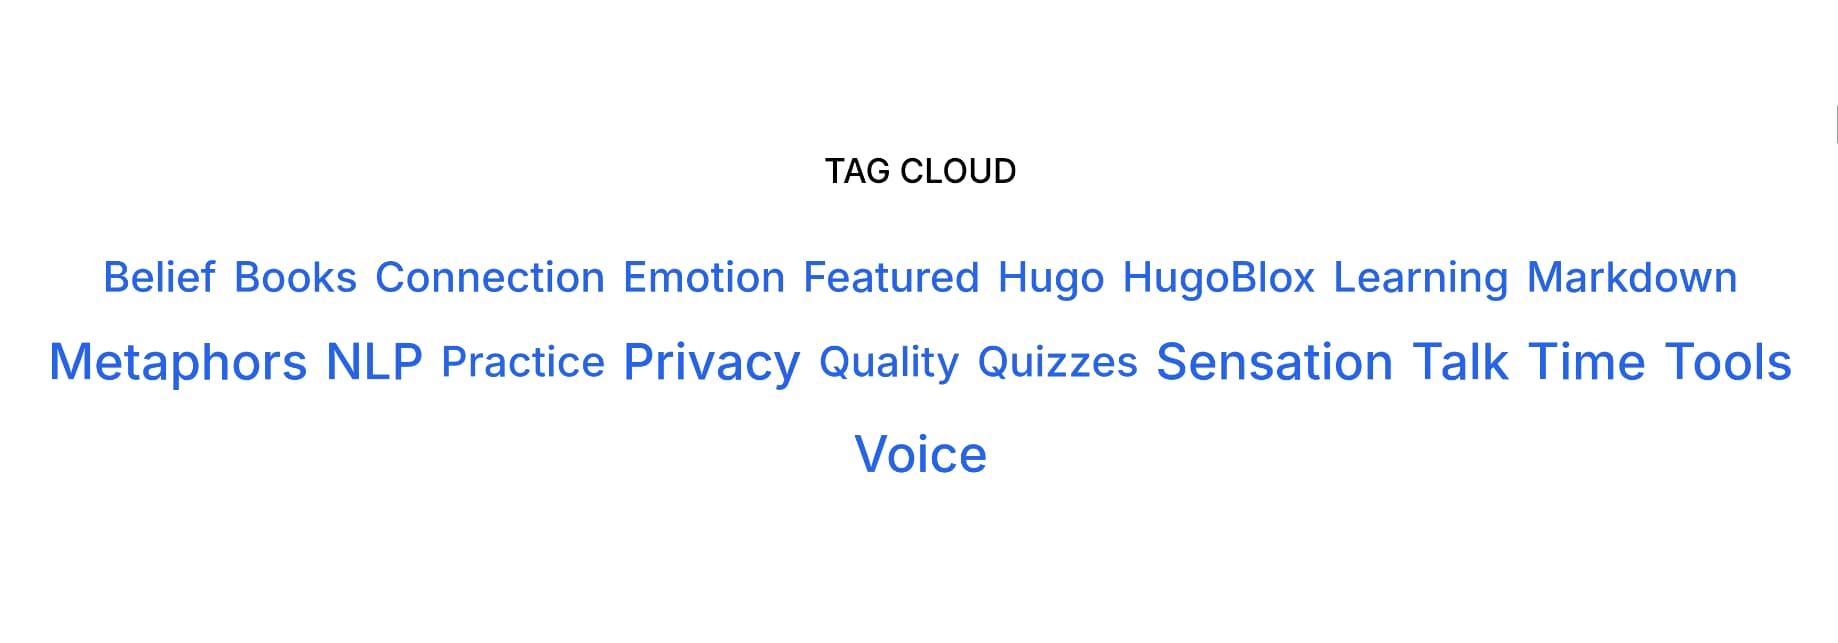 TAG CLOUD
Belief Books Connection Emotion Featured Hugo HugoBlox Learning Markdown
Metaphors NLP Practice Privacy Quality Quizzes Sensation Talk Time Tools
Voice